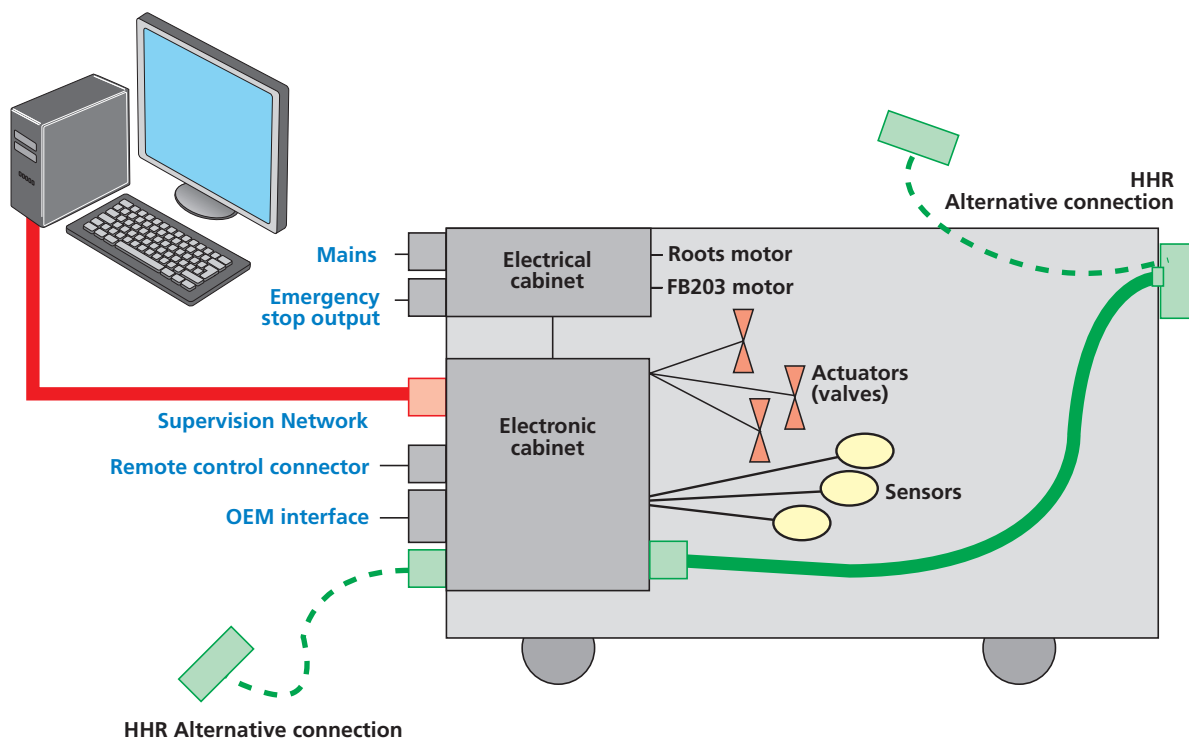 HHR
Alternative connection
Mains
Electrical
cabinet
Roots motor
FB203 motor
Emergency
stop output
Actuators
(valves)
Supervision Network
Electronic
cabinet
Remote control connector
Sensors
OEM interface
HHR Alternative connection